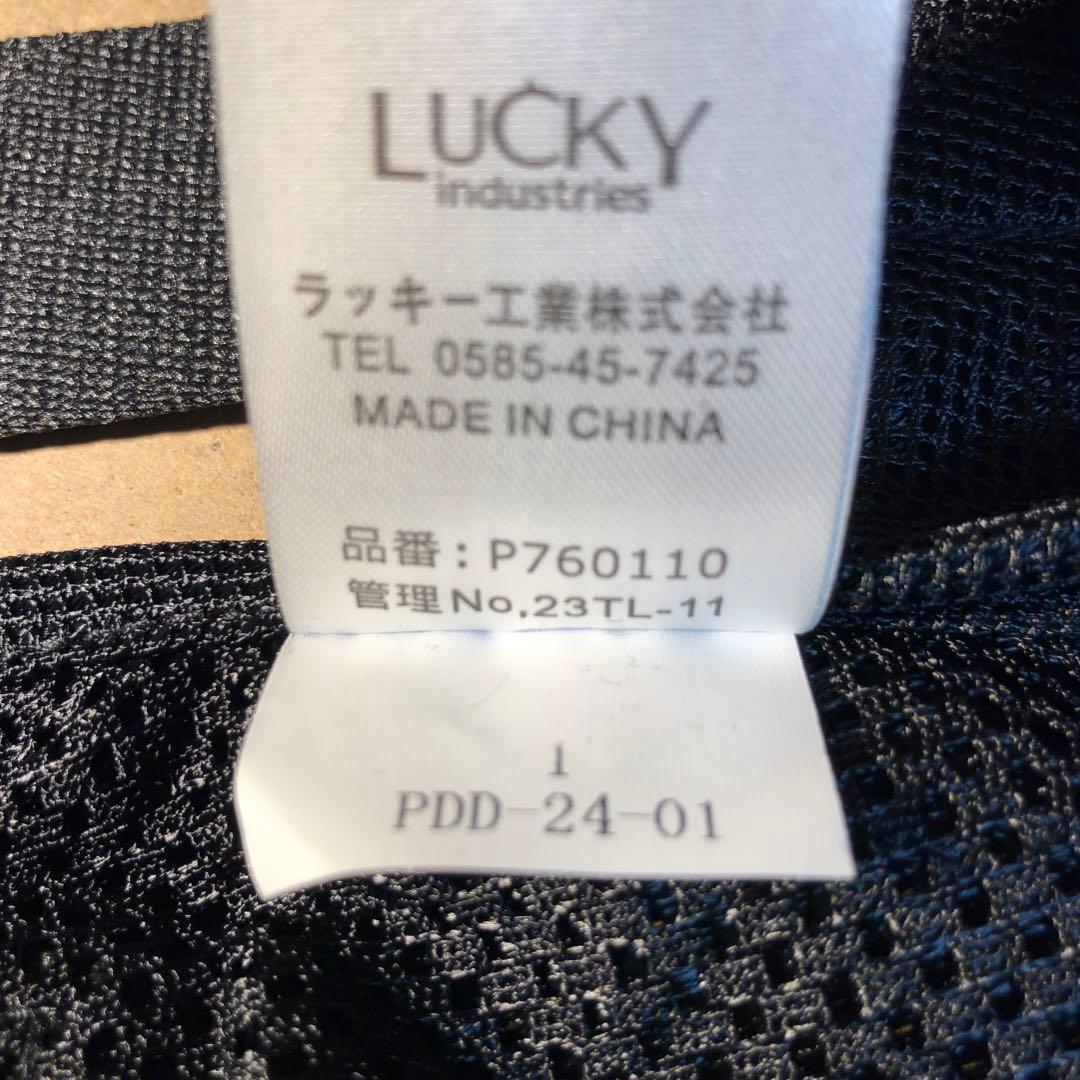 LUCKY
industries
ラッキー工業株式会社
TEL 0585-45-7425
MADE IN CHINA
品番：P760110
管理No.23TL-11
1
PDD-24-01